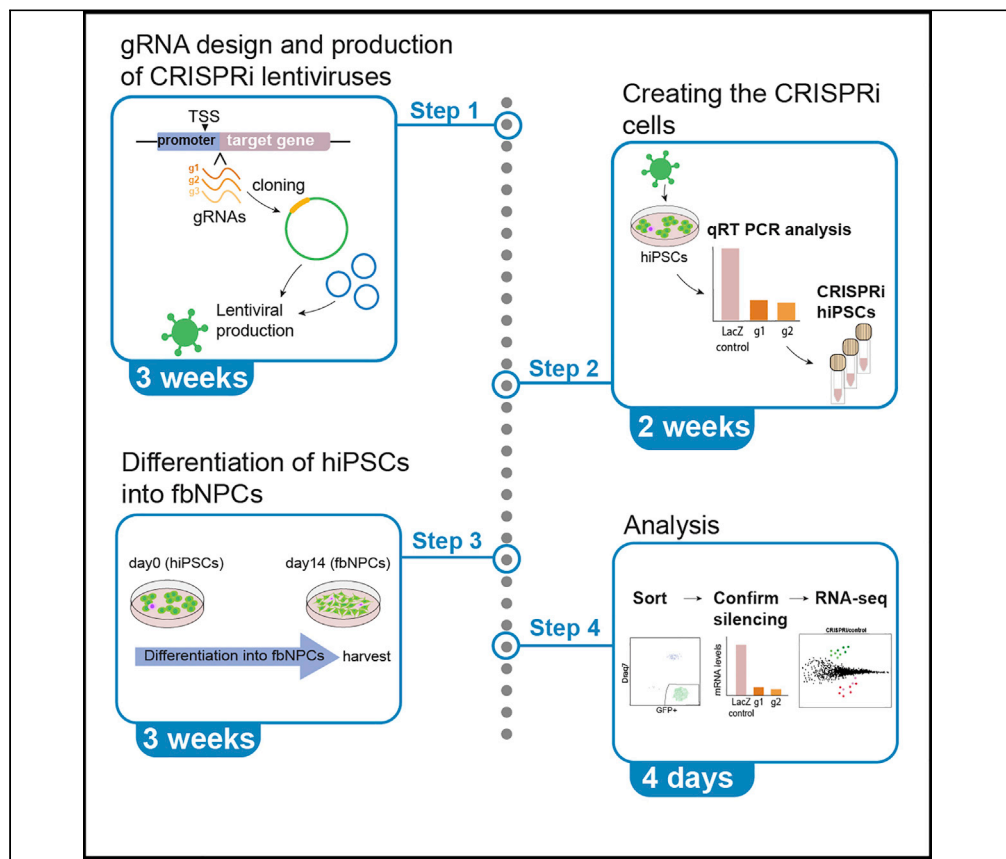 gRNA design and production
of CRISPRi lentiviruses
Step 1
TSS
promoter target gene
g1
g2
g3
gRNAs
cloning
Lentiviral
production
3 weeks
Creating the CRISPRi
cells
hiPSCs
qRT PCR analysis
LacZ
control
g1
g2
CRISPRi
hiPSCs
Step 2
2 weeks
Differentiation of hiPSCs
into fbNPCs
Step 3
day0 (hiPSCs)
day14 (fbNPCs)
Differentiation into fbNPCs
harvest
3 weeks
Analysis
Step 4
Sort
Confirm
silencing
RNA-seq
Draq7
GFP+
mRNA levels
LacZ
control
g1
g2
CRISPRi/control
4 days